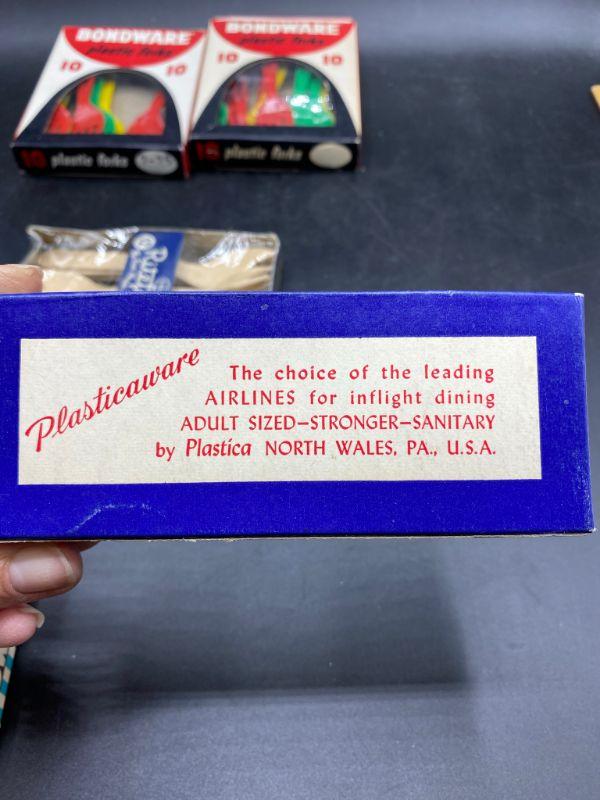 BONDWARE
plastic forks
10 10
10 plastic forks
BONDWARE
plastic forks
10 10
plastic forks
Plasticaware
The choice of the leading
AIRLINES for inflight dining
ADULT SIZED—STRONGER—SANITARY
by Plastica NORTH WALES, PA., U.S.A.